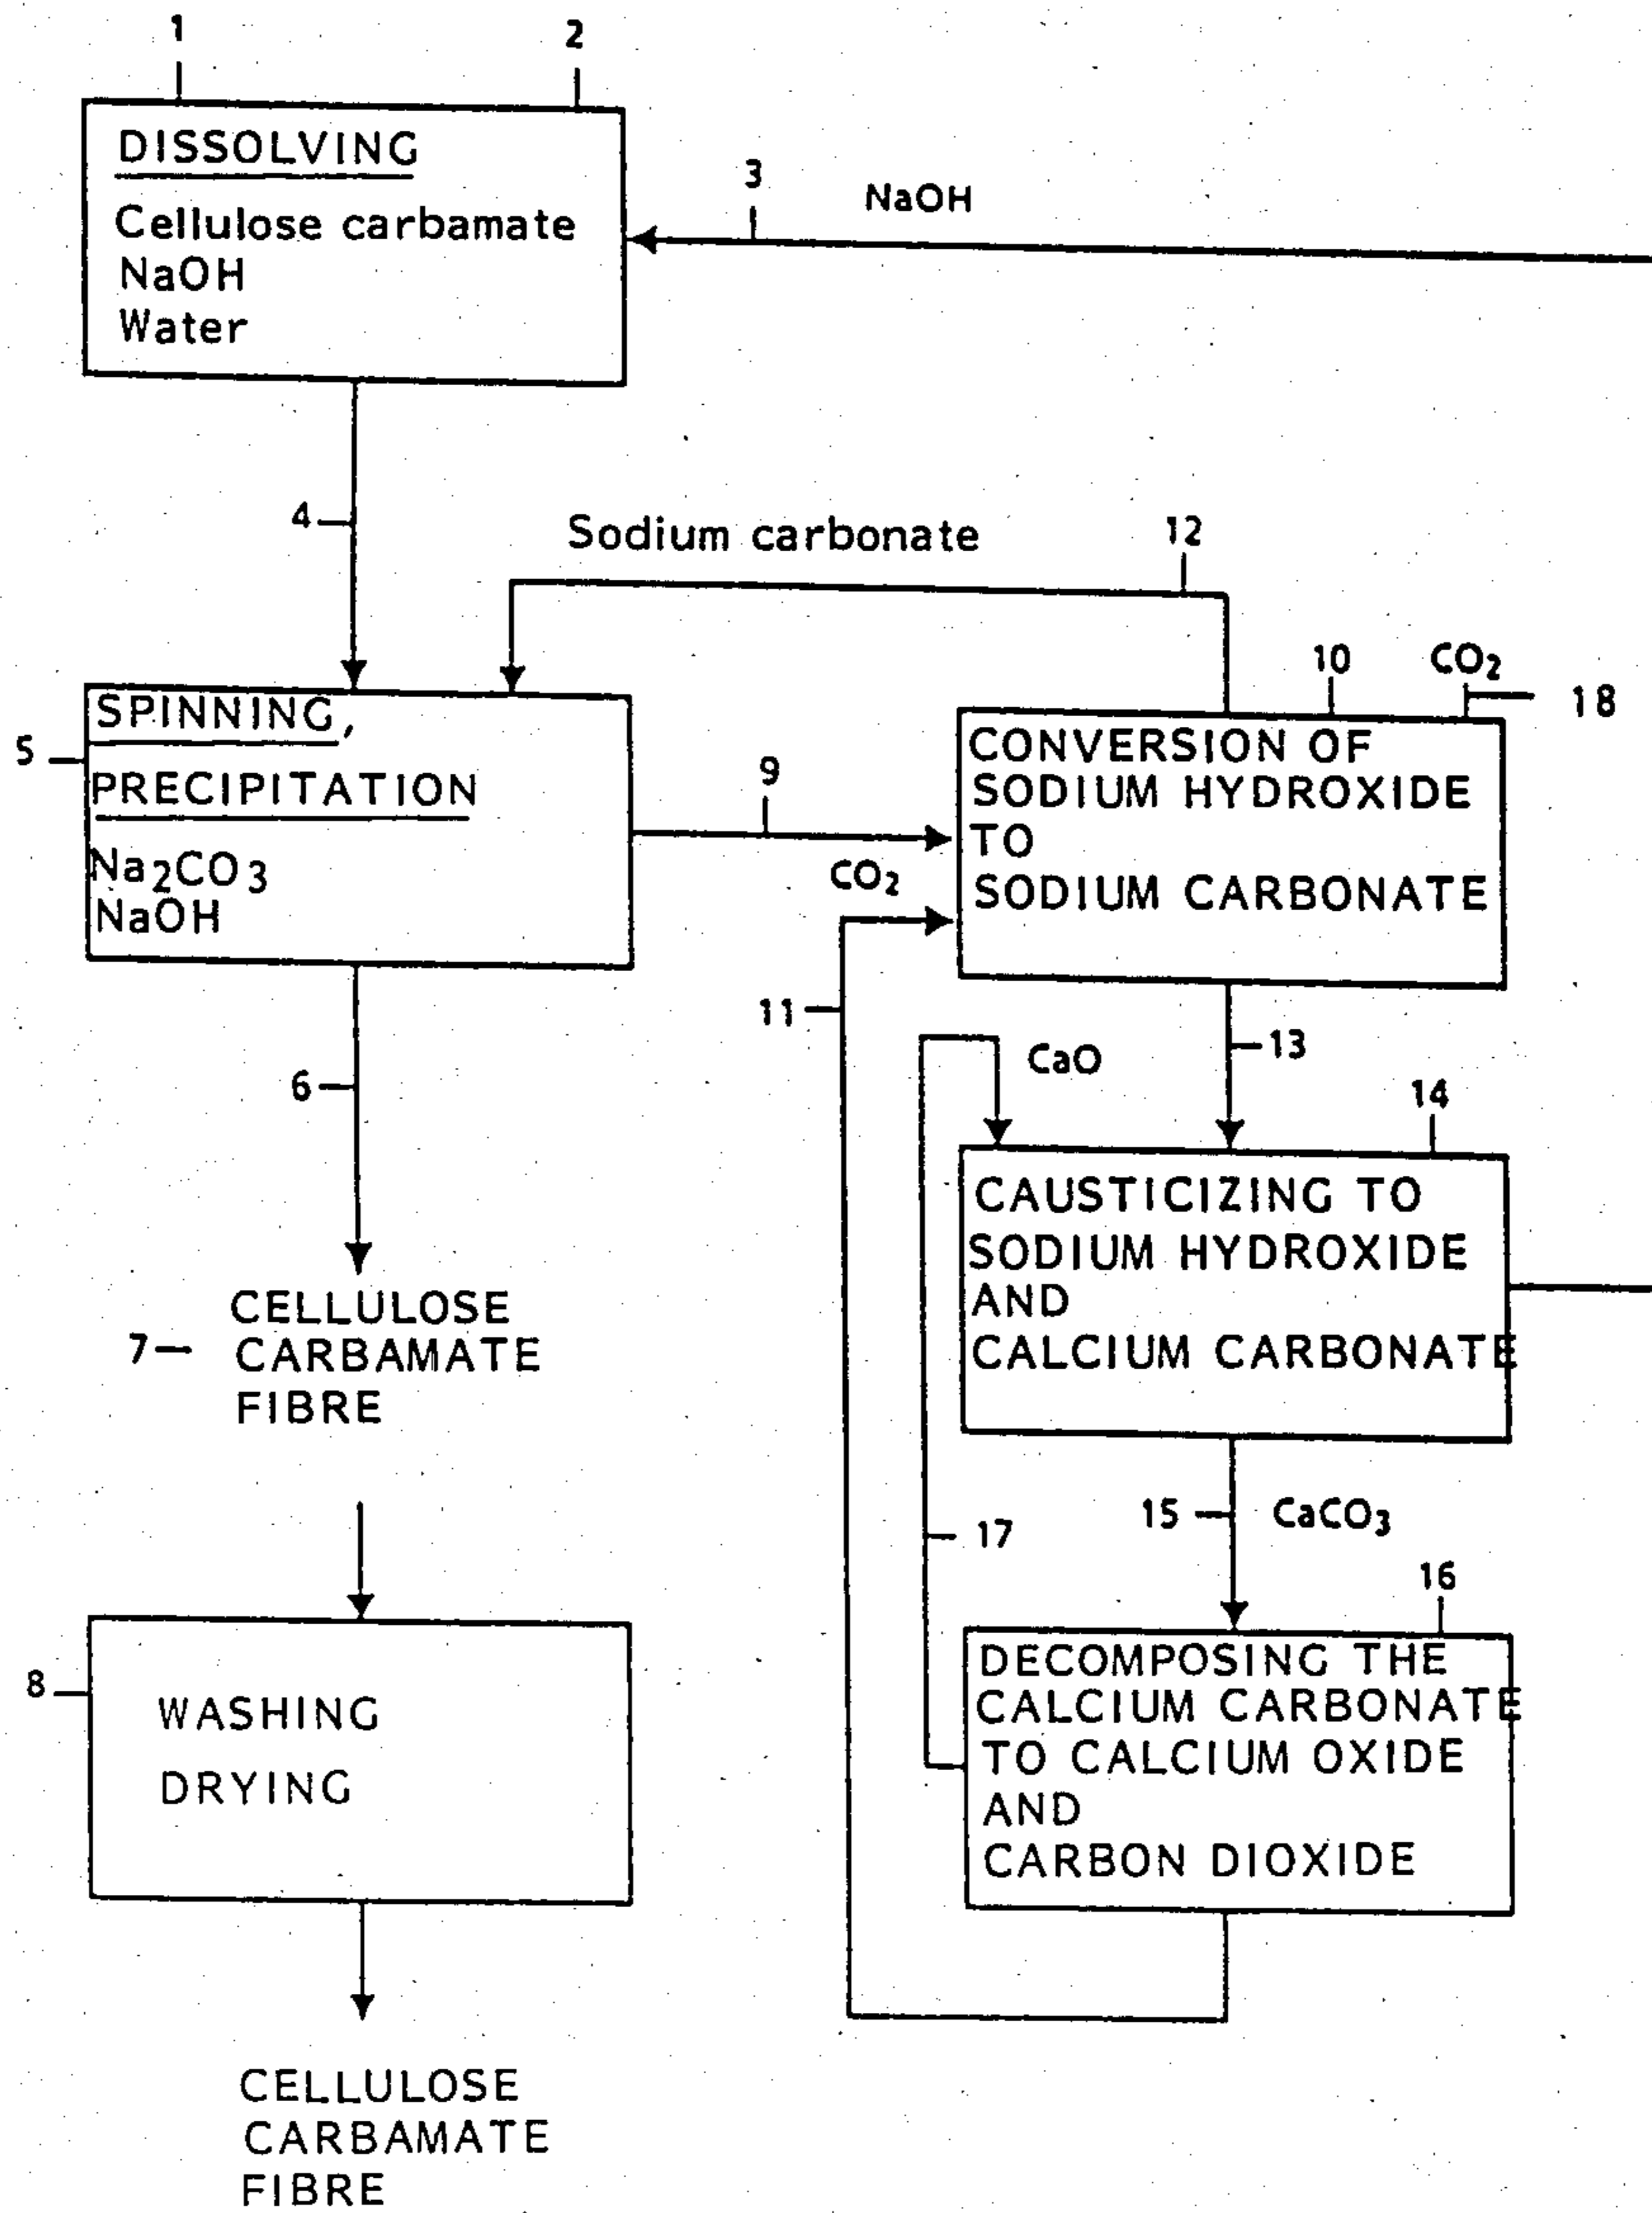 1
2
DISSOLVING
Cellulose carbamate
NaOH
Water
3
NaOH
4
Sodium carbonate
12
10
CO2
18
5
SPINNING,
PRECIPITATION
Na2CO3
NaOH
9
CO2
CONVERSION OF
SODIUM HYDROXIDE
TO
SODIUM CARBONATE
11
13
CaO
6
14
CAUSTICIZING TO
SODIUM HYDROXIDE
AND
CALCIUM CARBONATE
7
CELLULOSE
CARBAMATE
FIBRE
15
CaCO3
17
16
8
WASHING
DRYING
DECOMPOSING THE
CALCIUM CARBONATE
TO CALCIUM OXIDE
AND
CARBON DIOXIDE
CELLULOSE
CARBAMATE
FIBRE